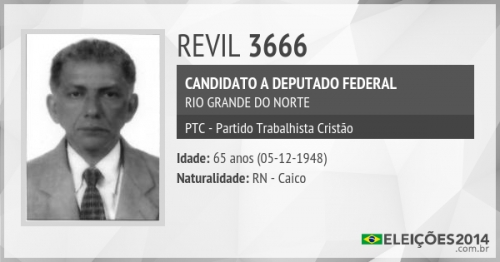 REVIL 3666
CANDIDATO A DEPUTADO FEDERAL
RIO GRANDE DO NORTE
PTC - Partido Trabalhista Cristão
Idade: 65 anos (05-12-1948)
Naturalidade: RN - Caico
ELEIÇÕES2014
.com.br